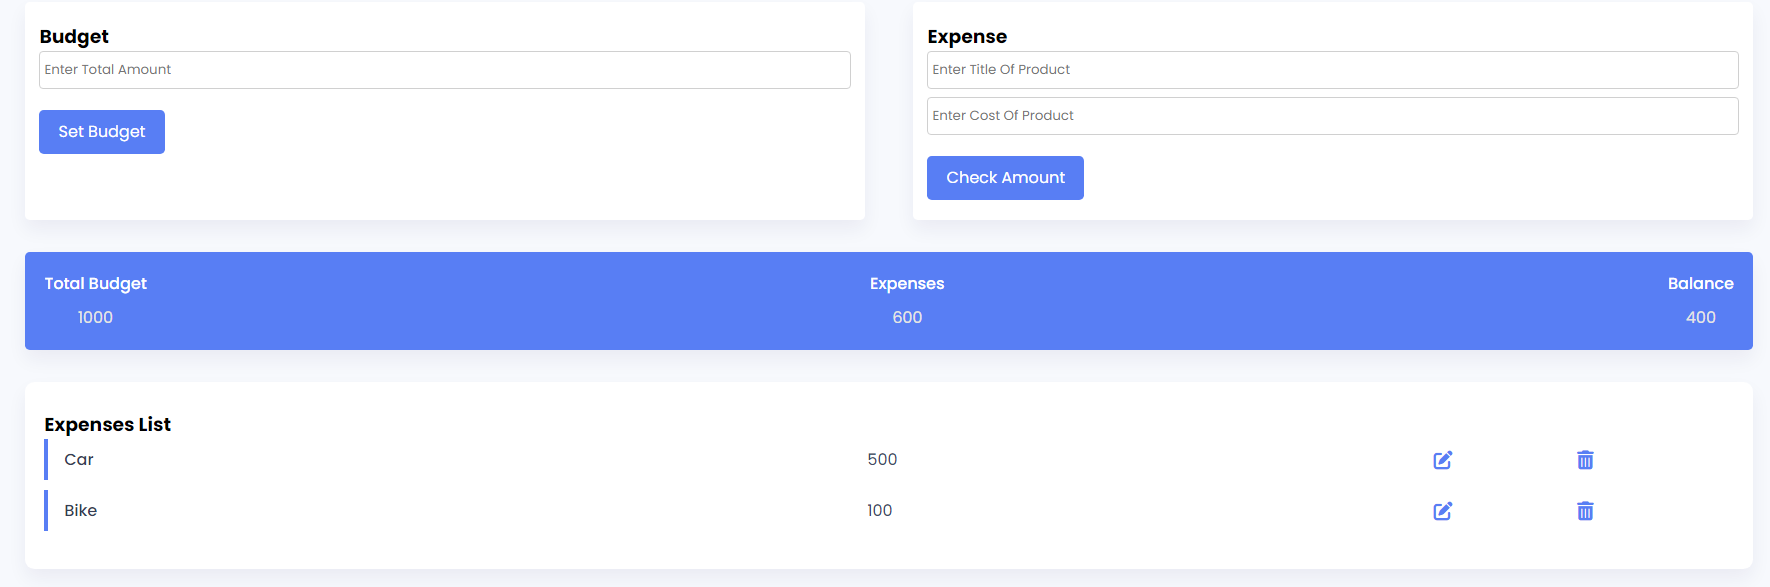 Budget
Enter Total Amount
Set Budget
Expense
Enter Title Of Product
Enter Cost Of Product
Check Amount
Total Budget Expenses Balance
1000 600 400
Expenses List
Car 500
Bike 100